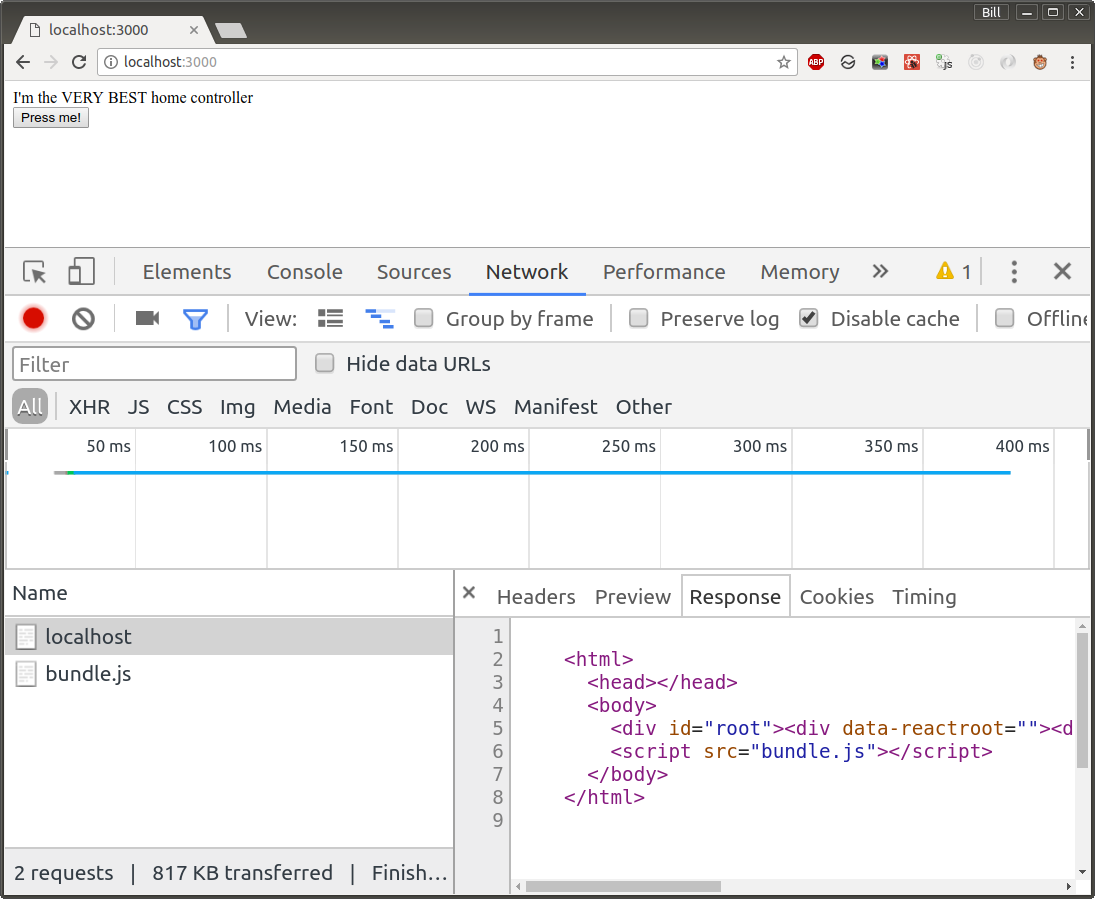 Bill
localhost:3000
localhost:3000
ABP
JS
I'm the VERY BEST home controller
Press me!
Elements Console Sources Network Performance Memory » 1
View: Group by frame Preserve log Disable cache Offline
Filter Hide data URLs
All XHR JS CSS Img Media Font Doc WS Manifest Other
50 ms 100 ms 150 ms 200 ms 250 ms 300 ms 350 ms 400 ms
Name
Headers Preview Response Cookies Timing
localhost
bundle.js
1
2 <html>
3 <head></head>
4 <body>
5 <div id="root"><div data-reactroot=""><d
6 <script src="bundle.js"></script>
7 </body>
8 </html>
9
2 requests | 817 KB transferred | Finish...